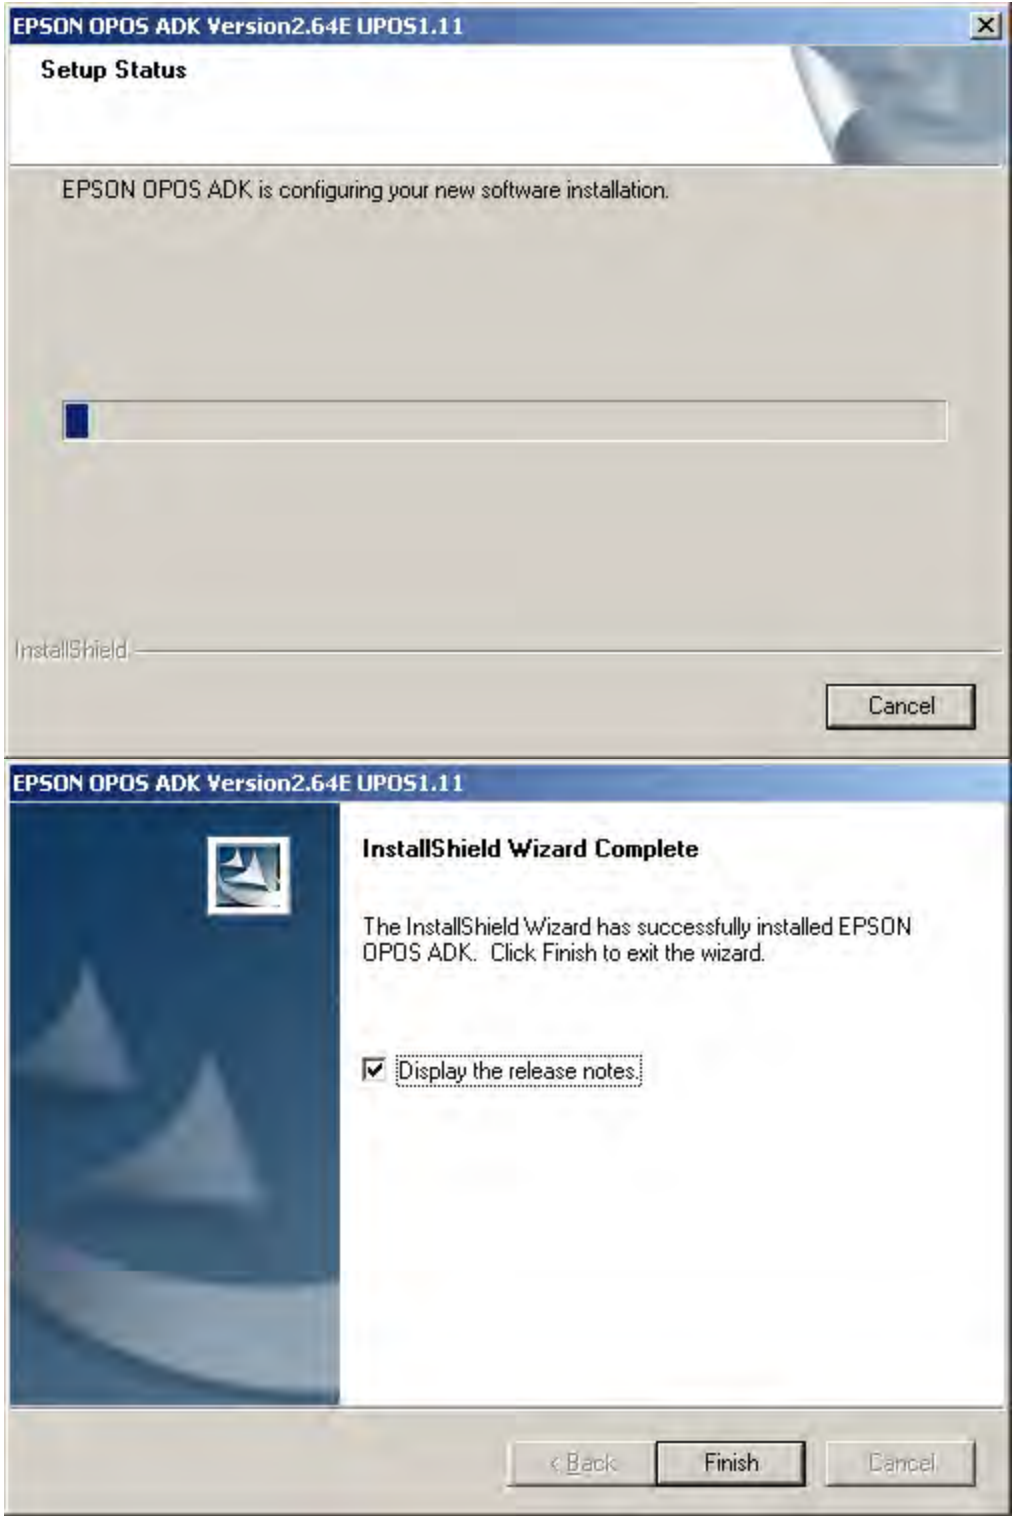 EPSON OPOS ADK Version2.64E UPOS1.11
Setup Status
EPSON OPOS ADK is configuring your new software installation.
InstallShield
Cancel
EPSON OPOS ADK Version2.64E UPOS1.11
InstallShield Wizard Complete
The InstallShield Wizard has successfully installed EPSON
OPOS ADK. Click Finish to exit the wizard.
Display the release notes.
< Back
Finish
Cancel